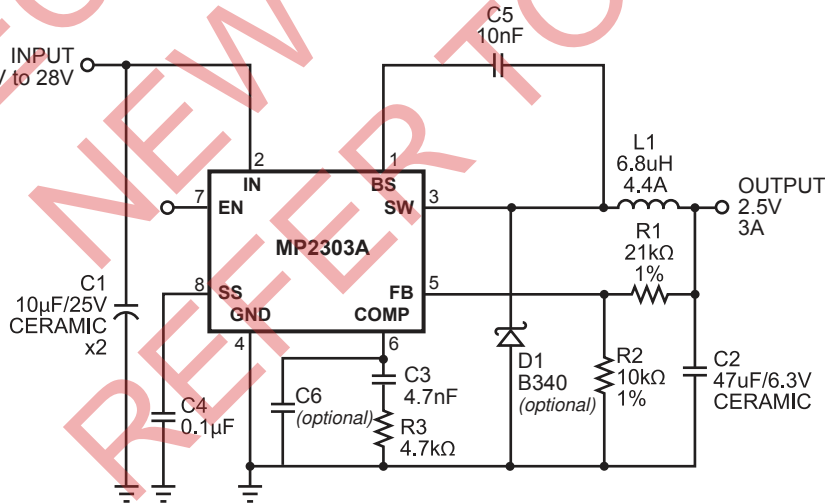 C5
10nF
INPUT
V to 28V
2
1
IN
BS
L1
6.8uH
4.4A
OUTPUT
2.5V
3A
7
EN
SW
3
MP2303A
R1
21kΩ
1%
C1
10µF/25V
CERAMIC
x2
8
SS
FB
5
GND
COMP
4
6
D1
B340
(optional)
R2
10kΩ
1%
C2
47uF/6.3V
CERAMIC
C4
0.1µF
C6
(optional)
C3
4.7nF
R3
4.7kΩ
NEW
REFER TO